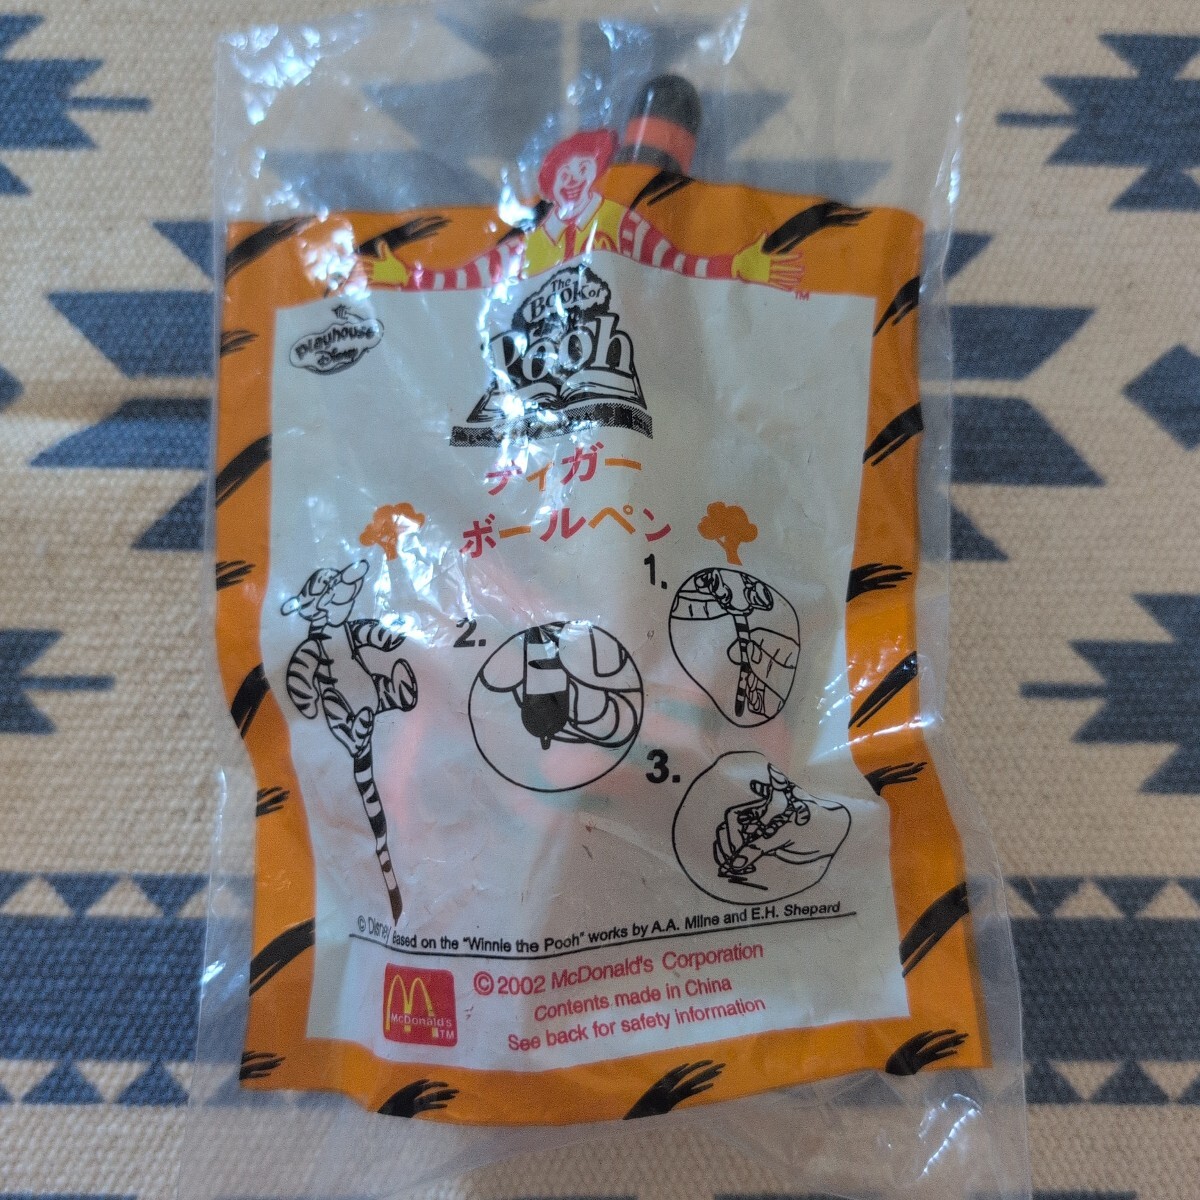 TM
Playhouse
Disney
The
BOOK of
Pooh
ティガー
ボールペン
1.
2.
3.
© Disney Based on the "Winnie the Pooh" works by A.A. Milne and E.H. Shepard
McDonald's
TM
©2002 McDonald's Corporation
Contents made in China
See back for safety information